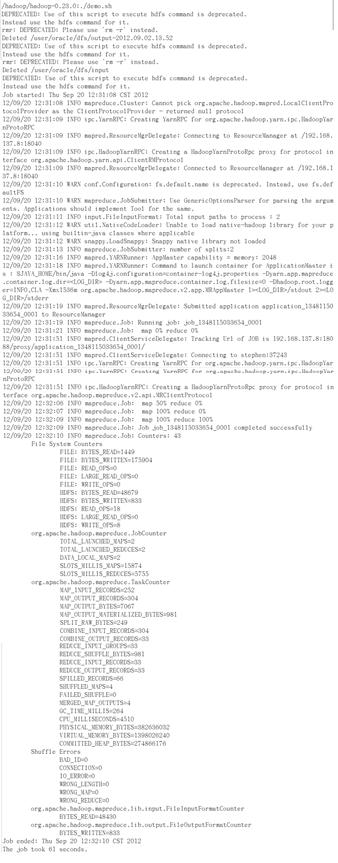 /hadoop/hadoop-0.23.0:./demo.sh
DEPRECATED: Use of this script to execute hdfs command is deprecated.
Instead use the hdfs command for it.
rmr: DEPRECATED: Please use `rm -r' instead.
Deleted /user/oracle/dfs/output-2012.09.02.13.52
DEPRECATED: Use of this script to execute hdfs command is deprecated.
Instead use the hdfs command for it.
rmr: DEPRECATED: Please use `rm -r' instead.
Deleted /user/oracle/dfs/input
DEPRECATED: Use of this script to execute hdfs command is deprecated.
Instead use the hdfs command for it.
Job started: Thu Sep 20 12:31:08 CST 2012
12/09/20 12:31:08 INFO mapreduce.Cluster: Cannot pick org.apache.hadoop.mapred.LocalClientPro
tocolProvider as the ClientProtocolProvider - returned null protocol
12/09/20 12:31:09 INFO ipc.YarnRPC: Creating YarnRPC for org.apache.hadoop.yarn.ipc.HadoopYar
nProtoRPC
12/09/20 12:31:09 INFO mapred.ResourceMgrDelegate: Connecting to ResourceManager at /192.168.
137.8:18040
12/09/20 12:31:09 INFO ipc.HadoopYarnRPC: Creating a HadoopYarnProtoRpc proxy for protocol in
terface org.apache.hadoop.yarn.api.ClientRMProtocol
12/09/20 12:31:09 INFO mapred.ResourceMgrDelegate: Connected to ResourceManager at /192.168.1
37.8:18040
12/09/20 12:31:10 WARN conf.Configuration: fs.default.name is deprecated. Instead, use fs.def
aultFS
12/09/20 12:31:10 WARN mapreduce.JobSubmitter: Use GenericOptionsParser for parsing the argum
ents. Applications should implement Tool for the same.
12/09/20 12:31:11 INFO input.FileInputFormat: Total input paths to process : 2
12/09/20 12:31:12 WARN util.NativeCodeLoader: Unable to load native-hadoop library for your p
latform... using builtin-java classes where applicable
12/09/20 12:31:12 WARN snappy.LoadSnappy: Snappy native library not loaded
12/09/20 12:31:13 INFO mapreduce.JobSubmitter: number of splits:2
12/09/20 12:31:16 INFO mapred.YARNRunner: AppMaster capability = memory: 2048
12/09/20 12:31:18 INFO mapred.YARNRunner: Command to launch container for ApplicationMaster i
s : $JAVA_HOME/bin/java -Dlog4j.configuration=container-log4j.properties -Dyarn.app.mapreduce
.container.log.dir=<LOG_DIR> -Dyarn.app.mapreduce.container.log.filesize=0 -Dhadoop.root.logg
er=INFO,CLA -Xmx1536m org.apache.hadoop.mapreduce.v2.app.MRAppMaster 1><LOG_DIR>/stdout 2><LO
G_DIR>/stderr
12/09/20 12:31:19 INFO mapred.ResourceMgrDelegate: Submitted application application_13481150
33654_0001 to ResourceManager
12/09/20 12:31:19 INFO mapreduce.Job: Running job: job_1348115033654_0001
12/09/20 12:31:21 INFO mapreduce.Job:  map 0% reduce 0%
12/09/20 12:31:51 INFO mapred.ClientServiceDelegate: Tracking Url of JOB is 192.168.137.8:180
88/proxy/application_1348115033654_0001/
12/09/20 12:31:51 INFO mapred.ClientServiceDelegate: Connecting to stephen:37243
12/09/20 12:31:51 INFO ipc.YarnRPC: Creating YarnRPC for org.apache.hadoop.yarn.ipc.HadoopYar
12/09/20 12:31:51 INFO ipc.YarnRPC: Creating YarnRPC for org.apache.hadoop.yarn.ipc.HadoopYar
nProtoRPC
12/09/20 12:31:51 INFO ipc.HadoopYarnRPC: Creating a HadoopYarnProtoRpc proxy for protocol in
terface org.apache.hadoop.mapreduce.v2.api.MRClientProtocol
12/09/20 12:32:06 INFO mapreduce.Job:  map 50% reduce 0%
12/09/20 12:32:07 INFO mapreduce.Job:  map 100% reduce 0%
12/09/20 12:32:09 INFO mapreduce.Job:  map 100% reduce 100%
12/09/20 12:32:09 INFO mapreduce.Job: Job job_1348115033654_0001 completed successfully
12/09/20 12:32:10 INFO mapreduce.Job: Counters: 43
File System Counters
FILE: BYTES_READ=1449
FILE: BYTES_WRITTEN=175904
FILE: READ_OPS=0
FILE: LARGE_READ_OPS=0
FILE: WRITE_OPS=0
HDFS: BYTES_READ=48679
HDFS: BYTES_WRITTEN=833
HDFS: READ_OPS=18
HDFS: LARGE_READ_OPS=0
HDFS: WRITE_OPS=8
org.apache.hadoop.mapreduce.JobCounter
TOTAL_LAUNCHED_MAPS=2
TOTAL_LAUNCHED_REDUCES=2
DATA_LOCAL_MAPS=2
SLOTS_MILLIS_MAPS=15874
SLOTS_MILLIS_REDUCES=5755
org.apache.hadoop.mapreduce.TaskCounter
MAP_INPUT_RECORDS=252
MAP_OUTPUT_RECORDS=304
MAP_OUTPUT_BYTES=7067
MAP_OUTPUT_MATERIALIZED_BYTES=981
SPLIT_RAW_BYTES=249
COMBINE_INPUT_RECORDS=304
COMBINE_OUTPUT_RECORDS=33
REDUCE_INPUT_GROUPS=33
REDUCE_SHUFFLE_BYTES=981
REDUCE_INPUT_RECORDS=33
REDUCE_OUTPUT_RECORDS=33
SPILLED_RECORDS=66
SHUFFLED_MAPS=4
FAILED_SHUFFLE=0
MERGED_MAP_OUTPUTS=4
GC_TIME_MILLIS=264
CPU_MILLISECONDS=4510
PHYSICAL_MEMORY_BYTES=382636032
VIRTUAL_MEMORY_BYTES=1398026240
COMMITTED_HEAP_BYTES=274866176
Shuffle Errors
BAD_ID=0
CONNECTION=0
IO_ERROR=0
WRONG_LENGTH=0
WRONG_MAP=0
WRONG_REDUCE=0
org.apache.hadoop.mapreduce.lib.input.FileInputFormatCounter
BYTES_READ=48430
org.apache.hadoop.mapreduce.lib.output.FileOutputFormatCounter
BYTES_WRITTEN=833
Job ended: Thu Sep 20 12:32:10 CST 2012
The job took 61 seconds.